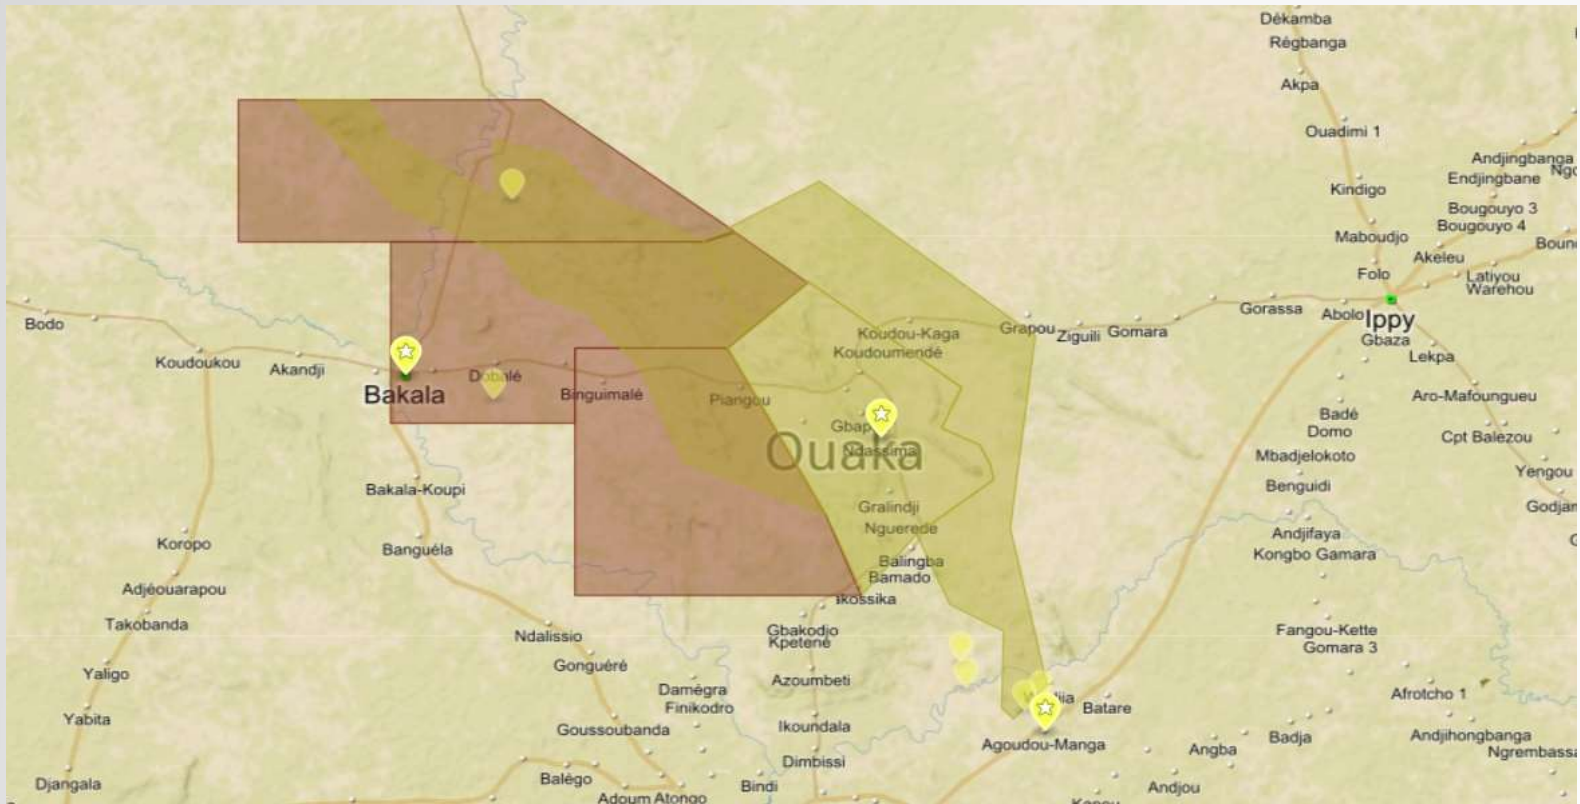 Dékamba
Régbanga
Akpa
Ouadimi 1
Andjingbanga
Endjingbane
Kindigo
Bougouyo 3
Bougouyo 4
Maboudjo
Akeleu
Folo
Latiyou
Warehou
Gorassa
Abolo
Ippy
Gbaza
Lekpa
Bodo
Koudoukou
Akandji
Bakala
Binguimalé
Piangou
Koudou-Kaga
Koudoumendé
Grapou
Ziguili
Gomara
Ndassima
Ouaka
Aro-Mafoungueu
Badé
Domo
Cpt Balezou
Mbadjelokoto
Yengou
Benguidi
Bakala-Koupi
Gralindji
Nguerede
Andjifaya
Kongbo Gamara
Koropo
Banguéla
Balingba
Bamado
Ikossika
Adjéouarapou
Takobanda
Ndalissio
Gbakodjo
Kpetené
Fangou-Kette
Gomara 3
Gonguéré
Yaligo
Azoumbeti
Damégra
Finikodro
Afrotcho 1
Yabita
Batare
Goussoubanda
Ikoundala
Agoudou-Manga
Angba
Badja
Andjihongbanga
Dimbissi
Djangala
Balégo
Bindi
Andjou
Adoum Atongo